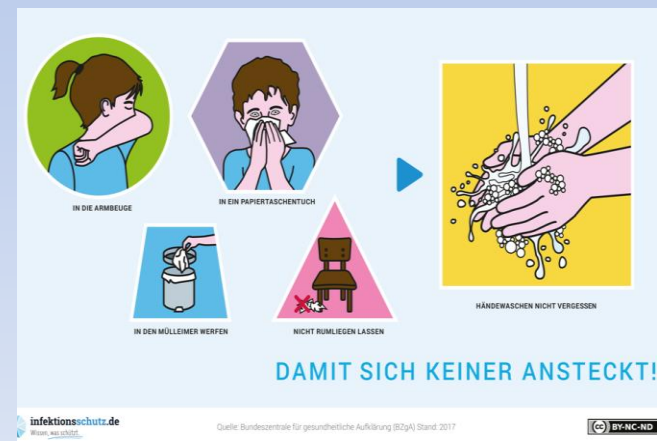 IN DIE ARMBEUGE
IN EIN PAPIERTASCHENTUCH
IN DEN MÜLLEIMER WERFEN
NICHT RUMLIEGEN LASSEN
HÄNDEWASCHEN NICHT VERGESSEN
DAMIT SICH KEINER ANSTECKT!
infektionsschutz.de
Wissen, was schützt.
Quelle: Bundeszentrale für gesundheitliche Aufklärung (BZgA) Stand: 2017
cc BY-NC-ND